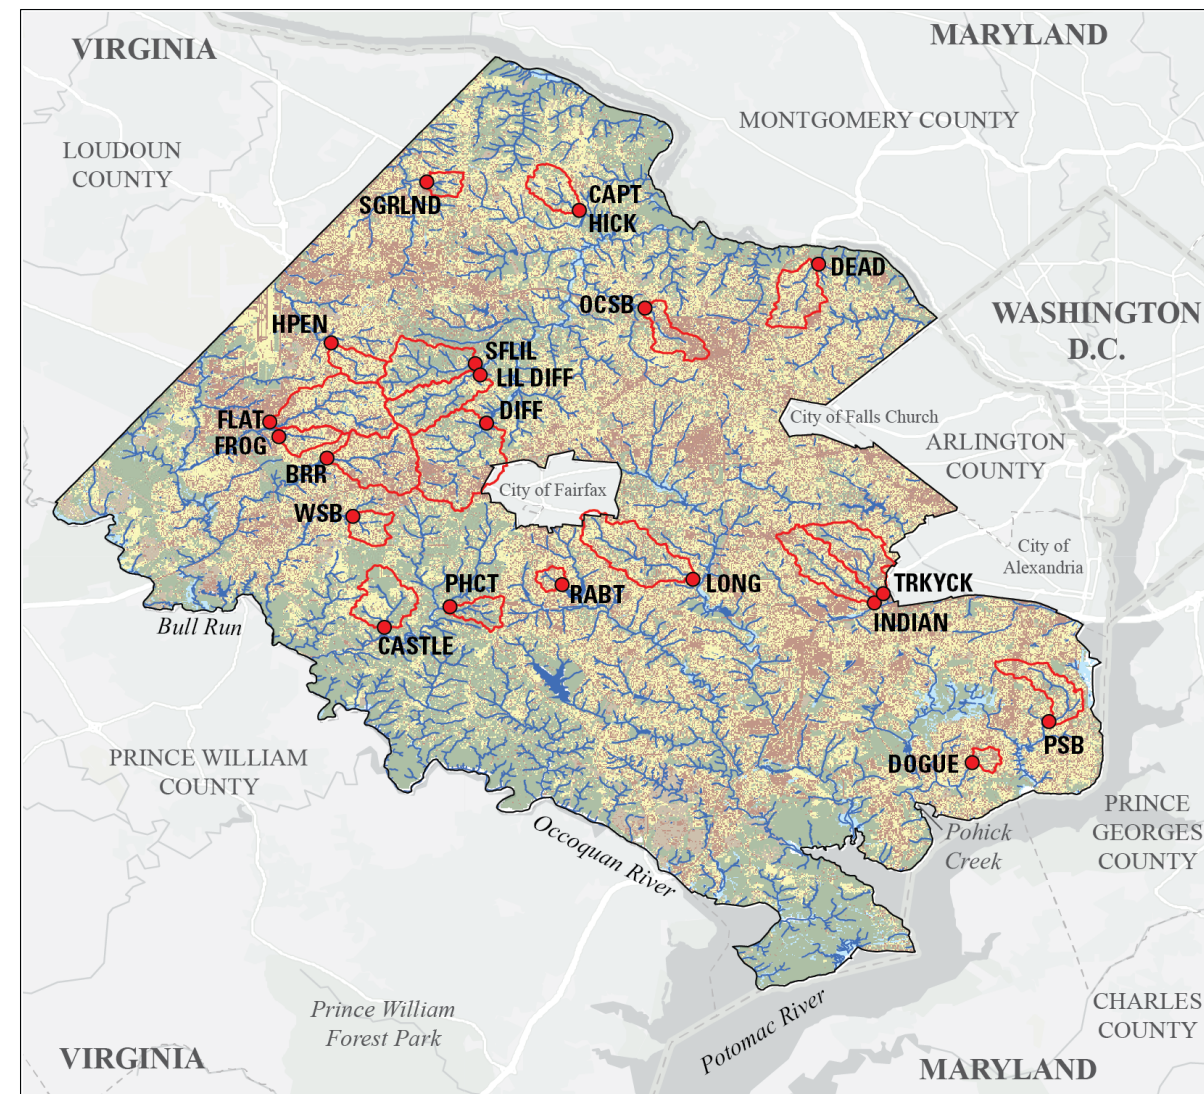 VIRGINIA
MARYLAND
MONTGOMERY COUNTY
LOUDOUN
COUNTY
SGRLND
CAPT
HICK
DEAD
OCSB
WASHINGTON
D.C.
HPEN
SFLIL
LIL DIFF
DIFF
FLAT
FROG
BRR
City of Falls Church
ARLINGTON
COUNTY
City of Fairfax
WSB
City of
Alexandria
PHCT
RABT
LONG
TRKYCK
INDIAN
Bull Run
CASTLE
PSB
DOGUE
PRINCE WILLIAM
COUNTY
PRINCE
GEORGES
COUNTY
Pohick
Creek
Occoquan River
Prince William
Forest Park
Potomac River
CHARLES
COUNTY
VIRGINIA
MARYLAND